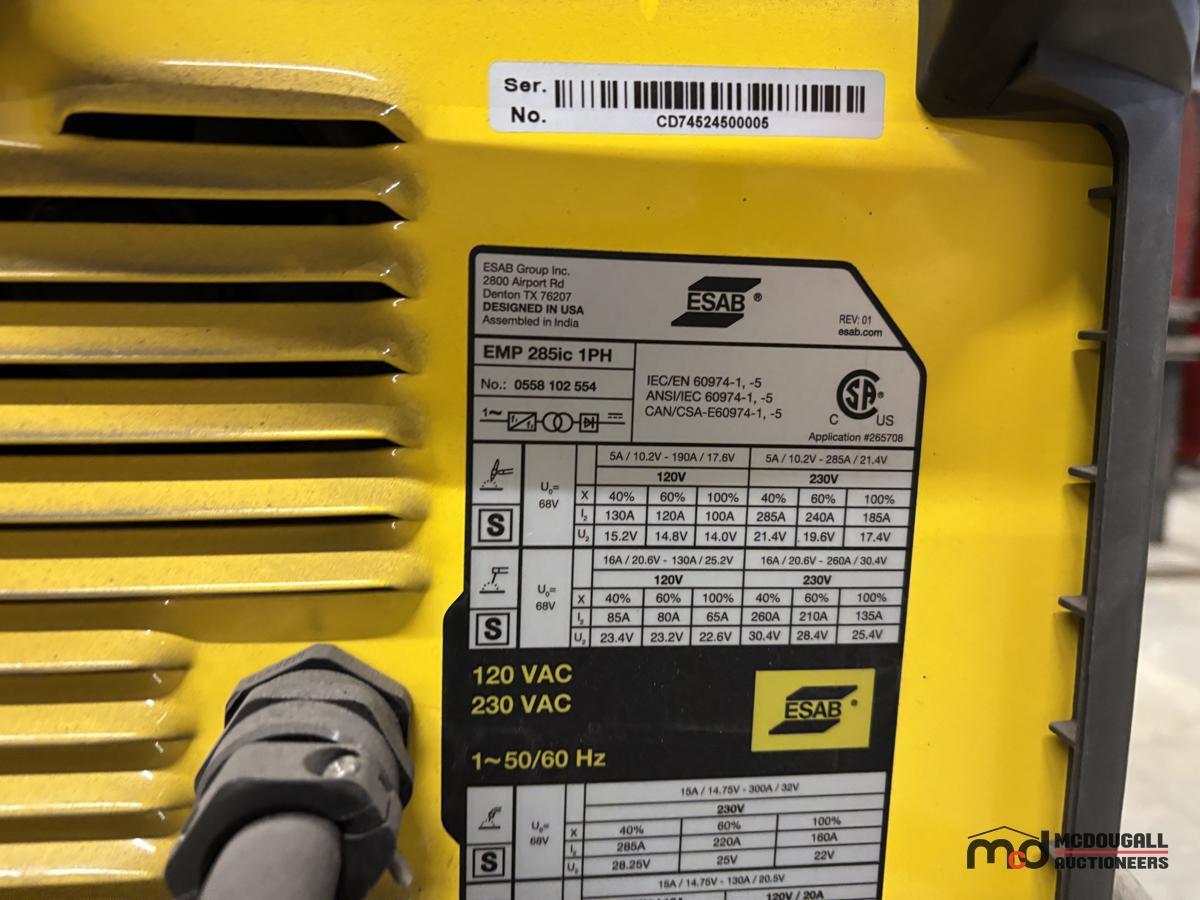 Ser.
No.
CD74524500005
ESAB Group Inc.
2800 Airport Rd
Denton TX 76207
DESIGNED IN USA
Assembled in India
ESAB ®
REV: 01
esab.com
EMP 285ic 1PH
No.: 0558 102 554
1~
IEC/EN 60974-1, -5
ANSI/IEC 60974-1, -5
CAN/CSA-E60974-1, -5
SA ®
C US
Application #265708
5A / 10.2V - 190A / 17.6V 5A / 10.2V - 285A / 21.4V
120V 230V
U₀=
68V
X 40% 60% 100% 40% 60% 100%
I₂ 130A 120A 100A 285A 240A 185A
U₂ 15.2V 14.8V 14.0V 21.4V 19.6V 17.4V
S
16A / 20.6V - 130A / 25.2V 16A / 20.6V - 260A / 30.4V
120V 230V
U₀=
68V
X 40% 60% 100% 40% 60% 100%
I₂ 85A 80A 65A 260A 210A 135A
U₂ 23.4V 23.2V 22.6V 30.4V 28.4V 25.4V
S
120 VAC
230 VAC
1~ 50/60 Hz
ESAB ®
15A / 14.75V - 300A / 32V
230V
U₀=
68V
X 40% 60% 100%
I₂ 285A 220A 160A
U₂ 28.25V 25V 22V
S
15A / 14.75V - 130A / 20.5V
120V / 20A
mcd MCDOUGALL
AUCTIONEERS